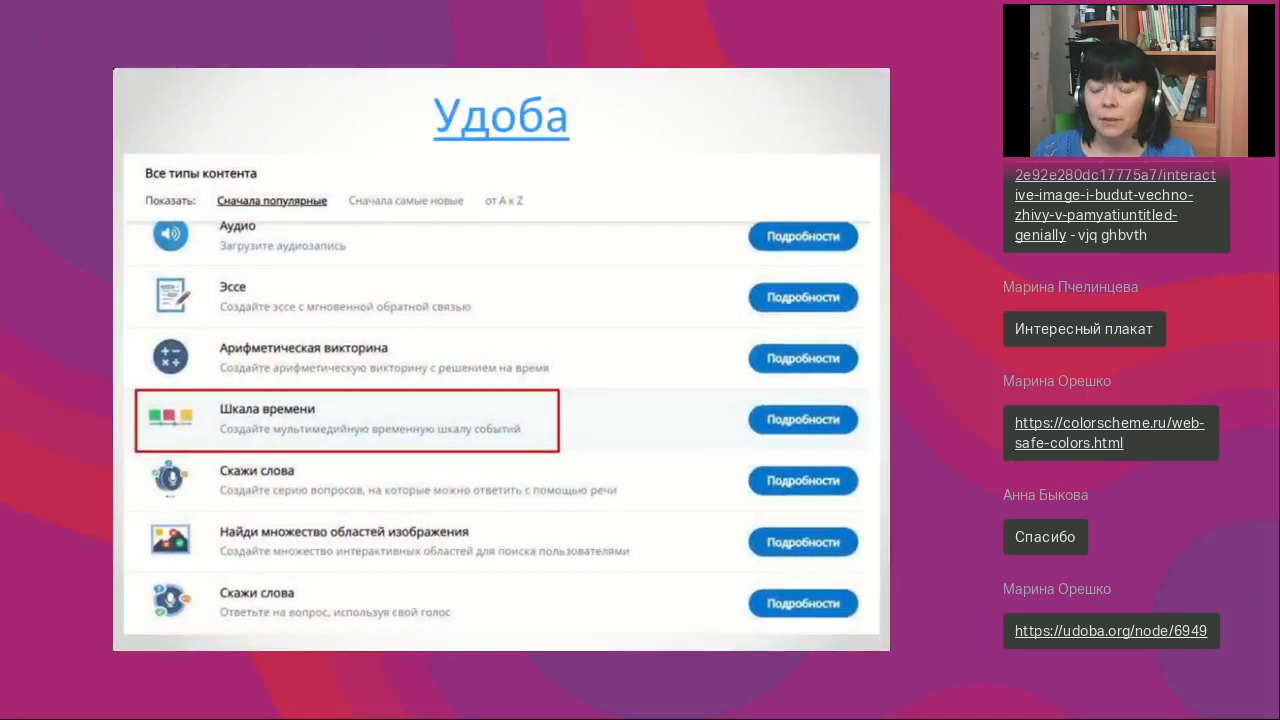 Удоба
Все типы контента
Показать: Сначала популярные Сначала самые новые от А к Z
Аудио
Загрузите аудиозапись
Подробности
Эссе
Создайте эссе с мгновенной обратной связью
Подробности
Арифметическая викторина
Создайте арифметическую викторину с решением на время
Подробности
Шкала времени
Создайте мультимедийную временную шкалу событий
Подробности
Скажи слова
Создайте серию вопросов, на которые можно ответить с помощью речи
Подробности
Найди множество областей изображения
Создайте множество интерактивных областей для поиска пользователями
Подробности
Скажи слова
Ответьте на вопрос, используя свой голос
Подробности
2e92e280dc17775a7/interact
ive-image-i-budut-vechno-
zhivy-v-pamyatiuntitled-
genially - vjq ghbvth
Марина Пчелинцева
Интересный плакат
Марина Орешко
https://colorscheme.ru/web-
safe-colors.html
Анна Быкова
Спасибо
Марина Орешко
https://udoba.org/node/6949